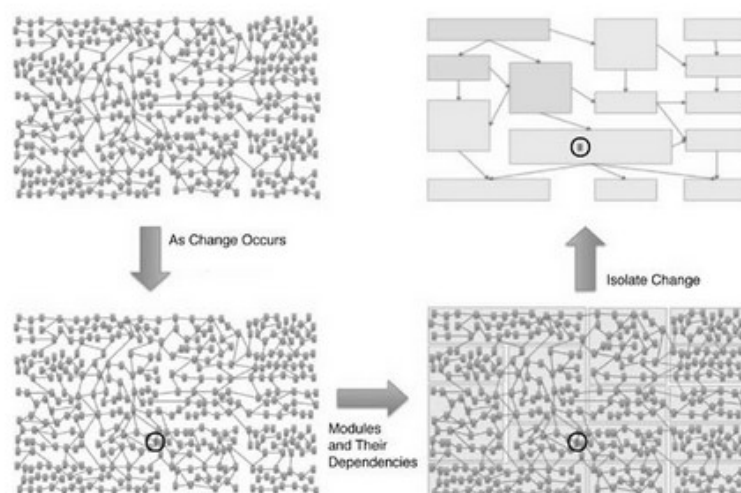 As Change Occurs
Isolate Change
Modules
and Their
Dependencies